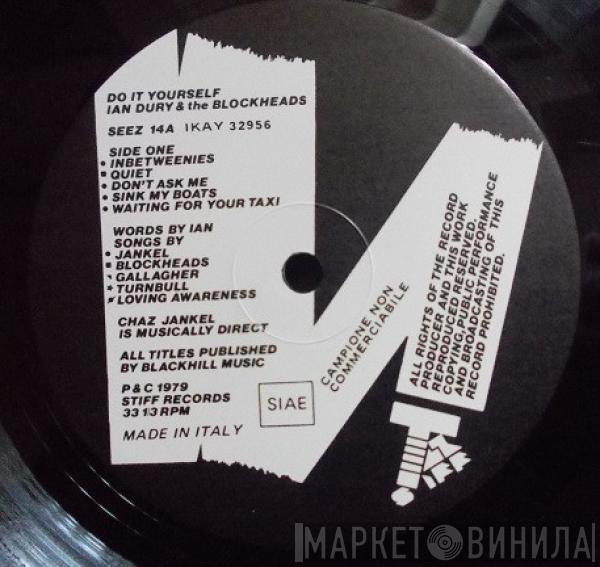 DO IT YOURSELF
IAN DURY & the BLOCKHEADS
SEEZ 14A IKAY 32956
SIDE ONE
INBETWEENIES
QUIET
DON'T ASK ME
SINK MY BOATS
WAITING FOR YOUR TAXI
WORDS BY IAN
SONGS BY
JANKEL
BLOCKHEADS
GALLAGHER
TURNBULL
LOVING AWARENESS
CHAZ JANKEL
IS MUSICALLY DIRECT
ALL TITLES PUBLISHED
BY BLACKHILL MUSIC
P & C 1979
STIFF RECORDS
33 1/3 RPM
MADE IN ITALY
SIAE
CAMPIONE NON
COMMERCIABILE
ALL RIGHTS OF THE RECORD
PRODUCER AND THIS WORK
REPRODUCED RESERVED.
COPYING, PUBLIC PERFORMANCE
AND BROADCASTING OF THIS
RECORD PROHIBITED.
STIFF
МАРКЕТ ВИНИЛА